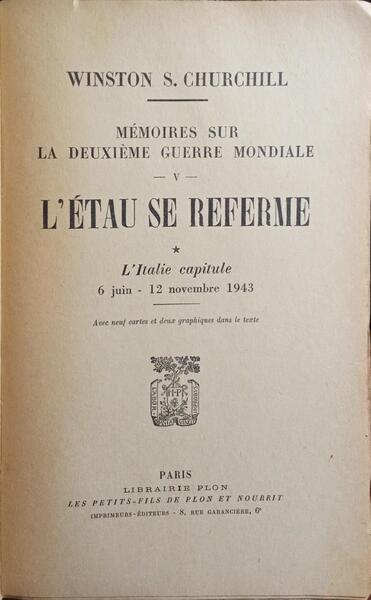 WINSTON S. CHURCHILL
MÉMOIRES SUR
LA DEUXIÈME GUERRE MONDIALE
— V —
L'ÉTAU SE REFERME
*
L'Italie capitule
6 juin - 12 novembre 1943
Avec neuf cartes et deux graphiques dans le texte
PARIS
LIBRAIRIE PLON
LES PETITS-FILS DE PLON ET NOURRIT
IMPRIMEURS-ÉDITEURS - 8, RUE GARANCIÈRE, 6ᵉ